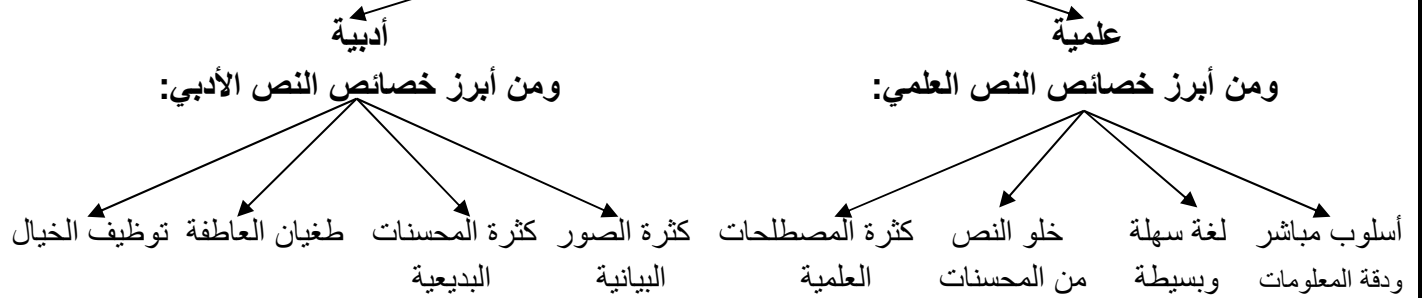 علمية
أدبية
ومن أبرز خصائص النص العلمي:
ومن أبرز خصائص النص الأدبي:
أسلوب مباشر
ودقة المعلومات
لغة سهلة
وبسيطة
خلو النص
من المحسنات
كثرة المصطلحات
العلمية
كثرة الصور
البيانية
كثرة المحسنات
البديعية
طغيان العاطفة
توظيف الخيال